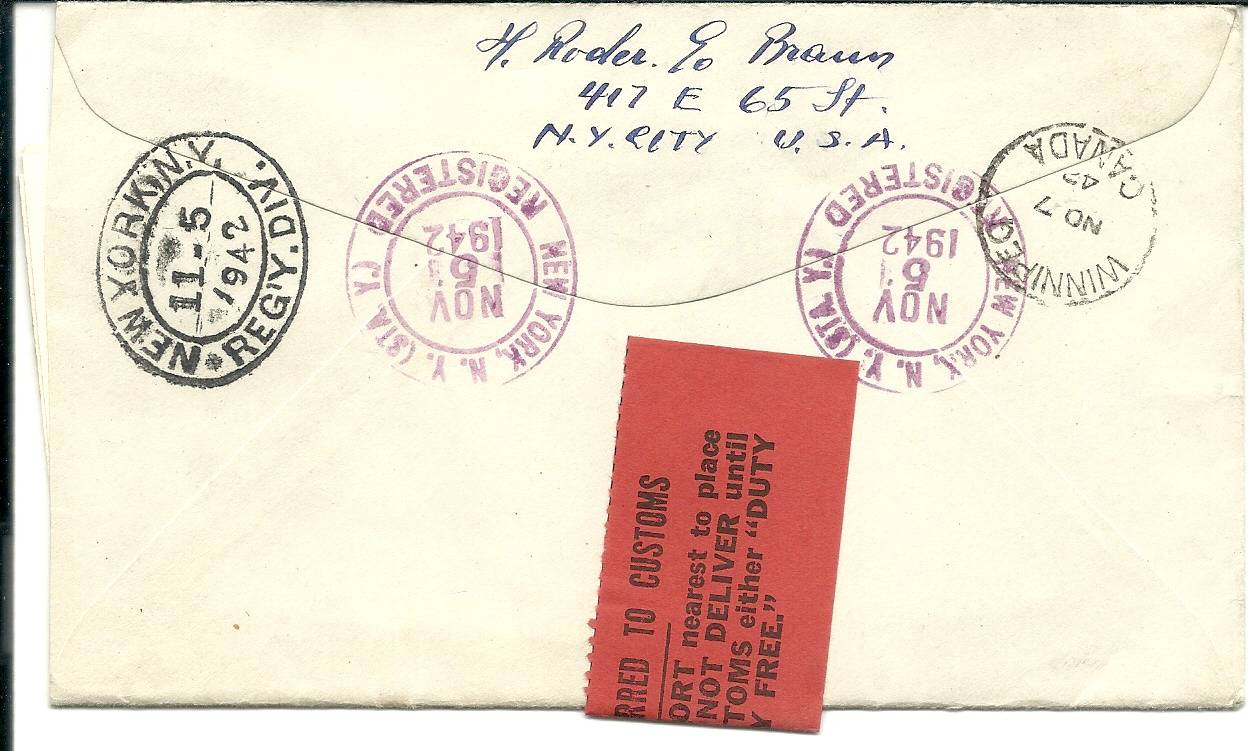 H. Roder. C/o Braun
417 E 65 St.
N.Y. CITY U.S.A.
NEW YORK, N.Y. REG'Y. DIV.
11-5
1942
NEW YORK, N.Y. (STA. Y.) REGISTERED
NOV
5
1942
NEW YORK, N.Y. (STA. Y.) REGISTERED
NOV
5
1942
WINNIPEG
NO 7
42
CANADA
RRED TO CUSTOMS
ORT nearest to place
NOT DELIVER until
TOMS either “DUTY
Y FREE.”